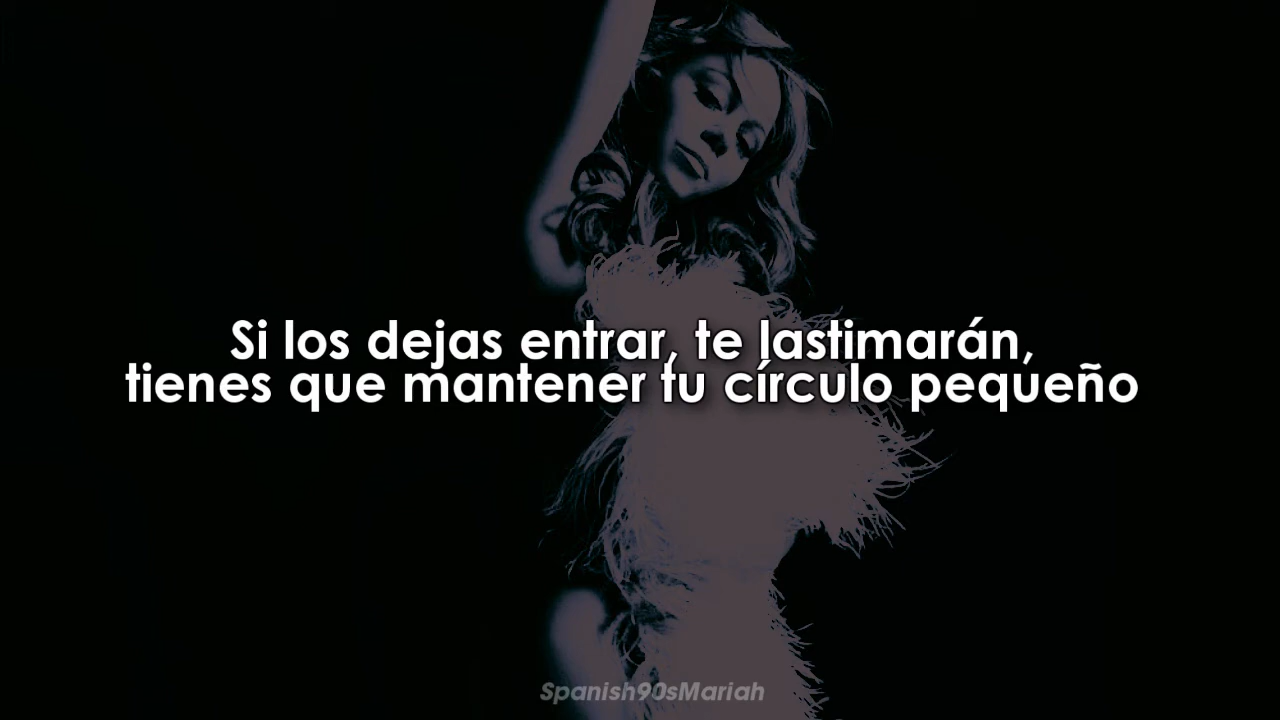 Si los dejas entrar, te lastimarán,
tienes que mantener tu círculo pequeño
Spanish90sMariah